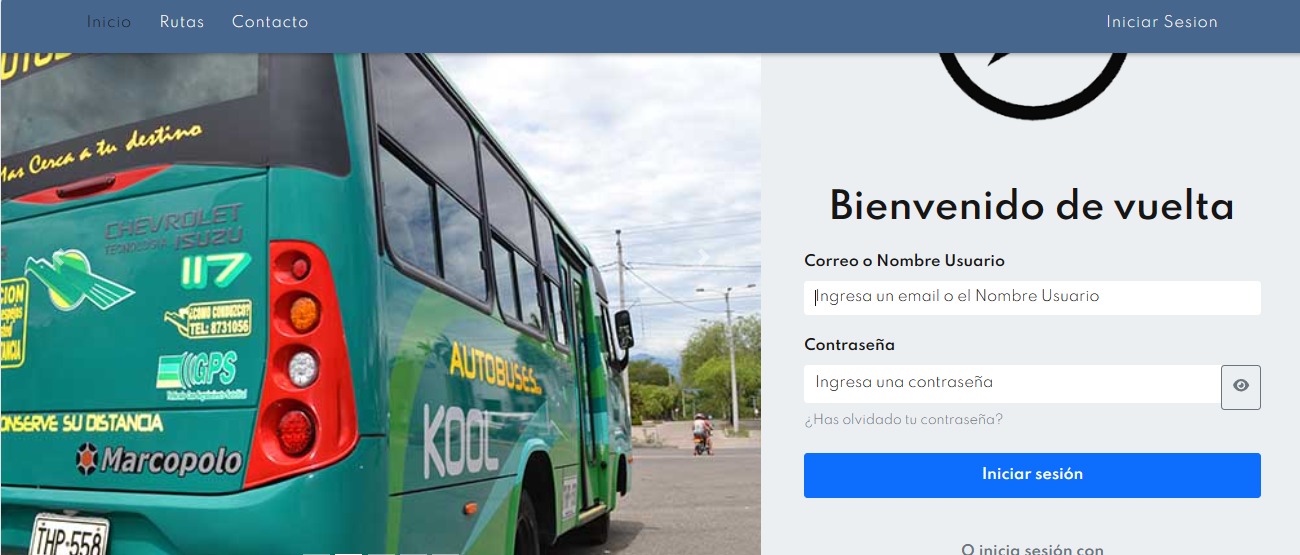 Inicio Rutas Contacto Iniciar Sesion
Mas Cerca a tu destino
CHEVROLET
TECNOLOGIA ISUZU
117
¿COMO CONDUZCO?
TEL: 8731056
GPS
CONSERVE SU DISTANCIA
Marcopolo
THP-558
AUTOBUSES
KOOL
Bienvenido de vuelta
Correo o Nombre Usuario
Ingresa un email o el Nombre Usuario
Contraseña
Ingresa una contraseña
¿Has olvidado tu contraseña?
Iniciar sesión
O inicia sesión con